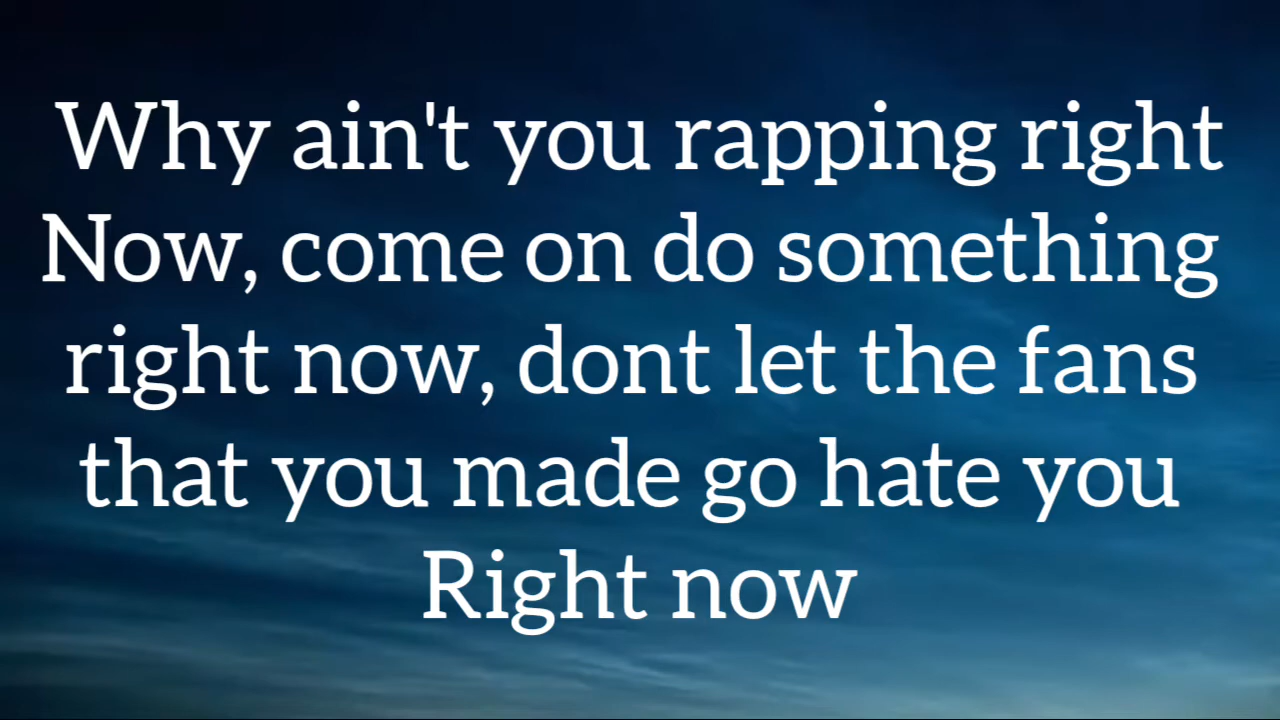 Why ain't you rapping right
Now, come on do something
right now, dont let the fans
that you made go hate you
Right now